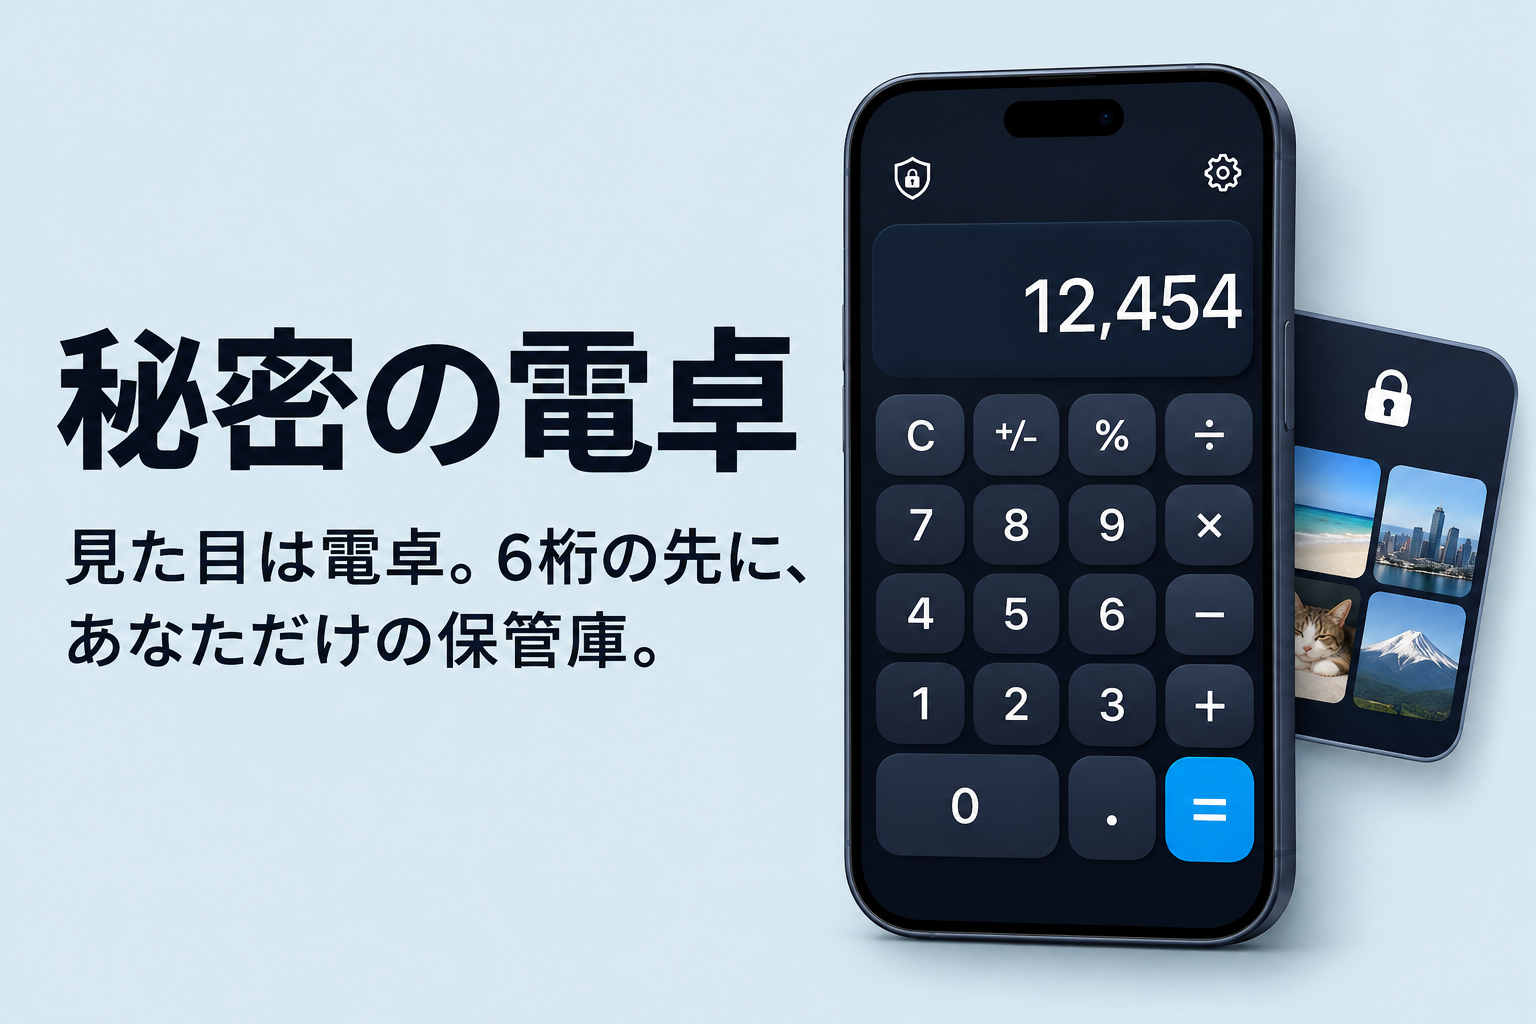 秘密の電卓
見た目は電卓。6桁の先に、
あなただけの保管庫。
12,454
C +/- % ÷
7 8 9 ×
4 5 6 −
1 2 3 +
0 . =